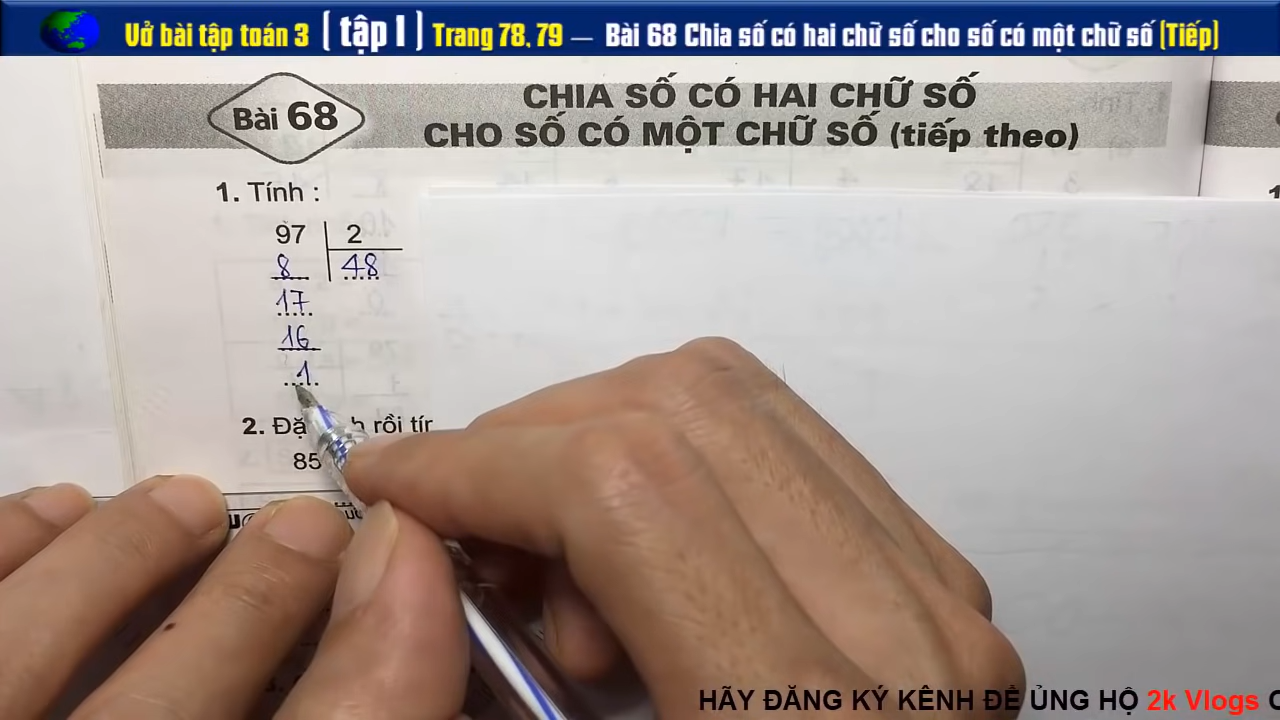 Vở bài tập toán 3 ( tập 1 ) Trang 78, 79 — Bài 68 Chia số có hai chữ số cho số có một chữ số (Tiếp)
Bài 68
CHIA SỐ CÓ HAI CHỮ SỐ
CHO SỐ CÓ MỘT CHỮ SỐ (tiếp theo)
1. Tính :
97 2
8 48
17
16
1
2. rồi
85
HÃY ĐĂNG KÝ KÊNH ĐỂ ỦNG HỘ 2k Vlogs